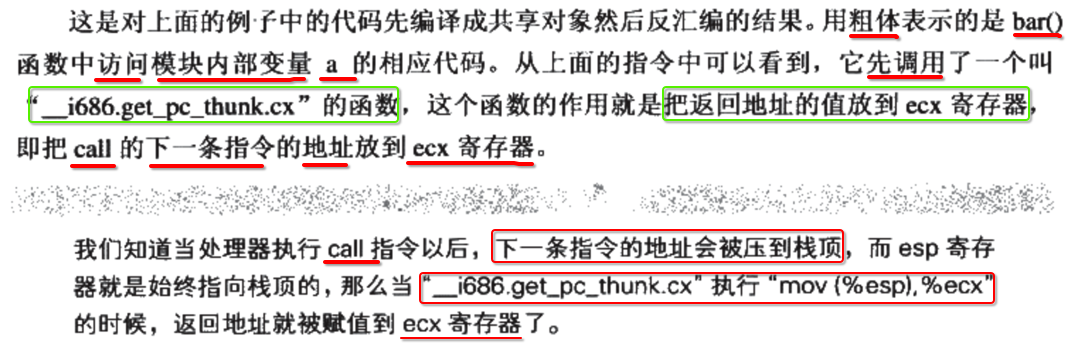 这是对上面的例子中的代码先编译成共享对象然后反汇编的结果。用粗体表示的是 bar()
函数中访问模块内部变量 a 的相应代码。从上面的指令中可以看到，它先调用了一个叫
“__i686.get_pc_thunk.cx”的函数，这个函数的作用就是把返回地址的值放到 ecx 寄存器，
即把 call 的下一条指令的地址放到 ecx 寄存器。
我们知道当处理器执行 call 指令以后，下一条指令的地址会被压到栈顶，而 esp 寄存
器就是始终指向栈顶的，那么当“__i686.get_pc_thunk.cx”执行“mov (%esp),%ecx”
的时候，返回地址就被赋值到 ecx 寄存器了。